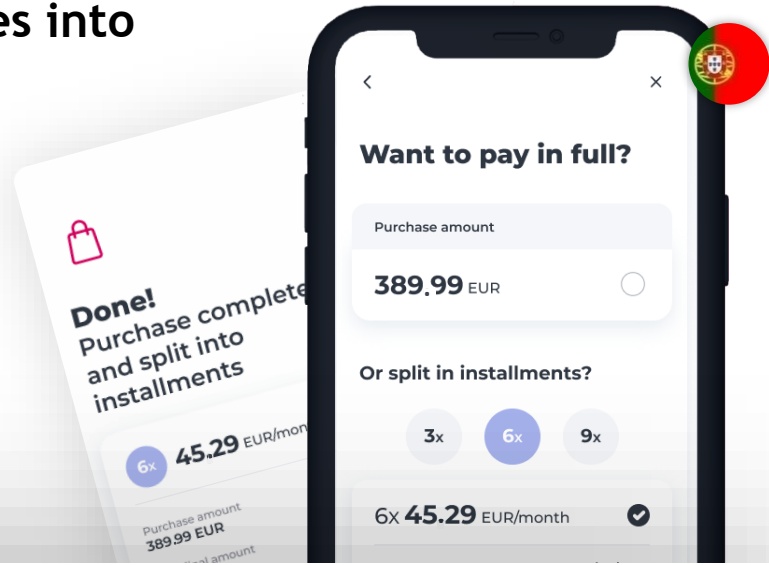 es into
Want to pay in full?
Purchase amount
389.99 EUR
Or split in installments?
3x 6x 9x
6x 45.29 EUR/month
Done!
Purchase complete
and split into
installments
6x 45.29 EUR/mon
Purchase amount
389.99 EUR
amount